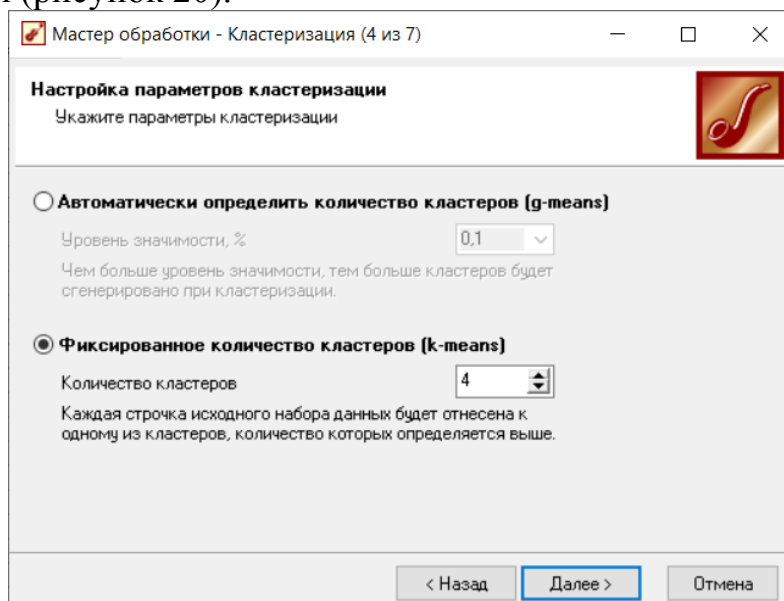 (рисунок 20).
Мастер обработки - Кластеризация (4 из 7)
Настройка параметров кластеризации
Укажите параметры кластеризации
Автоматически определить количество кластеров (g-means)
Уровень значимости, % 0,1
Чем больше уровень значимости, тем больше кластеров будет
сгенерировано при кластеризации.
Фиксированное количество кластеров (k-means)
Количество кластеров 4
Каждая строчка исходного набора данных будет отнесена к
одному из кластеров, количество которых определяется выше.
< Назад Далее > Отмена